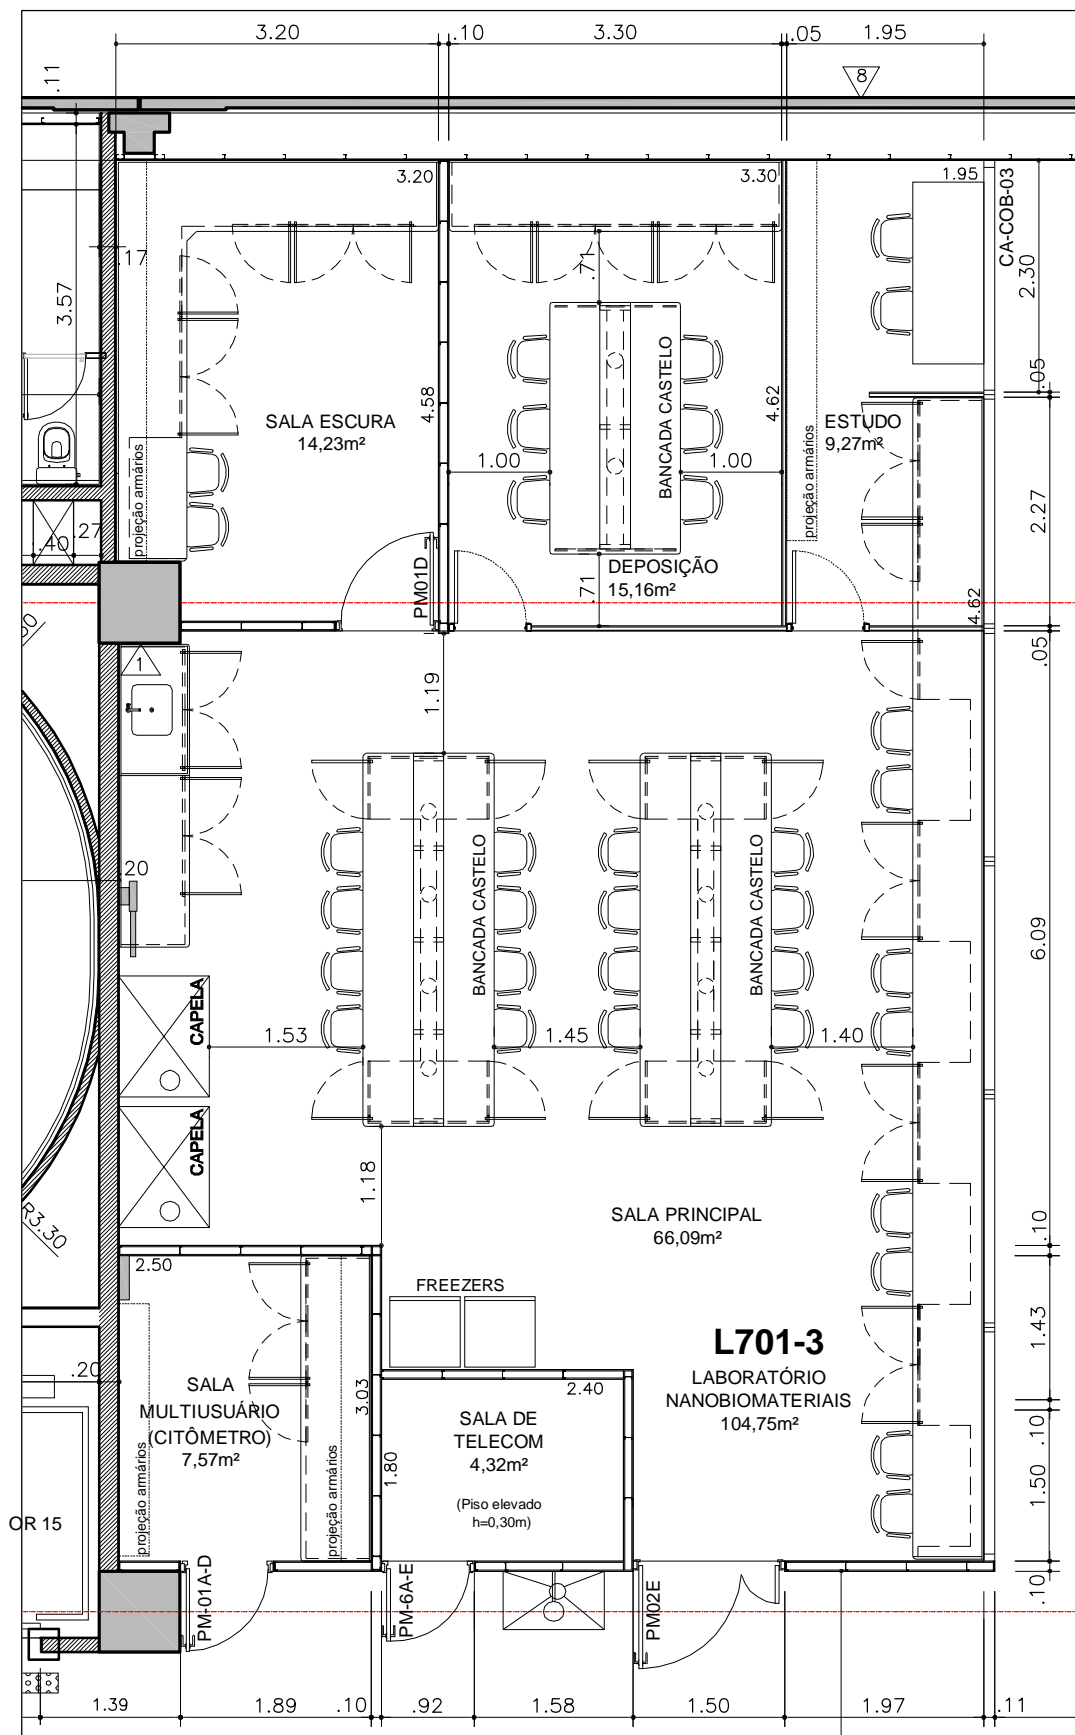 3.20
.10
3.30
.05
1.95
.11
8
3.20
3.30
1.95
CA-COB-03
.17
.71
2.30
3.57
.05
4.58
4.62
SALA ESCURA
14,23m²
BANCADA CASTELO
ESTUDO
9,27m²
1.00
1.00
projeção armários
projeção armários
2.27
.27
.40
PM01D
DEPOSIÇÃO
15,16m²
.71
4.62
.05
1
1.19
BANCADA CASTELO
BANCADA CASTELO
.20
6.09
CAPELA
1.53
1.45
1.40
CAPELA
1.18
R3.30
SALA PRINCIPAL
66,09m²
.10
2.50
FREEZERS
1.43
L701-3
LABORATÓRIO
NANOBIOMATERIAIS
104,75m²
.20
SALA
MULTIUSUÁRIO
(CITÔMETRO)
7,57m²
3.03
2.40
SALA DE
TELECOM
4,32m²
(Piso elevado
h=0,30m)
1.80
projeção armários
projeção armários
.10
1.50
OR 15
PM-01A-D
PM-6A-E
PM02E
.10
1.39
1.89
.10
.92
1.58
1.50
1.97
.11